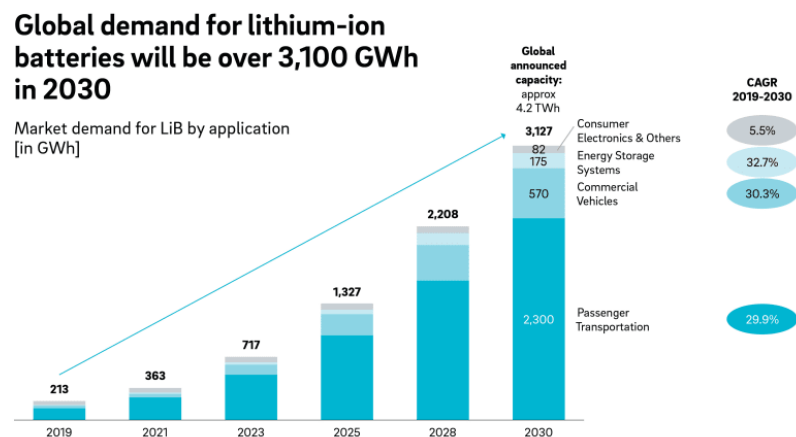 Global demand for lithium-ion
batteries will be over 3,100 GWh
in 2030
Market demand for LiB by application
[in GWh]
Global
announced
capacity:
approx
4.2 TWh
CAGR
2019-2030
3,127
Consumer
Electronics & Others
82
5.5%
Energy Storage
Systems
175
32.7%
Commercial
Vehicles
570
30.3%
Passenger
Transportation
2,300
29.9%
2,208
1,327
717
363
213
2019
2021
2023
2025
2028
2030